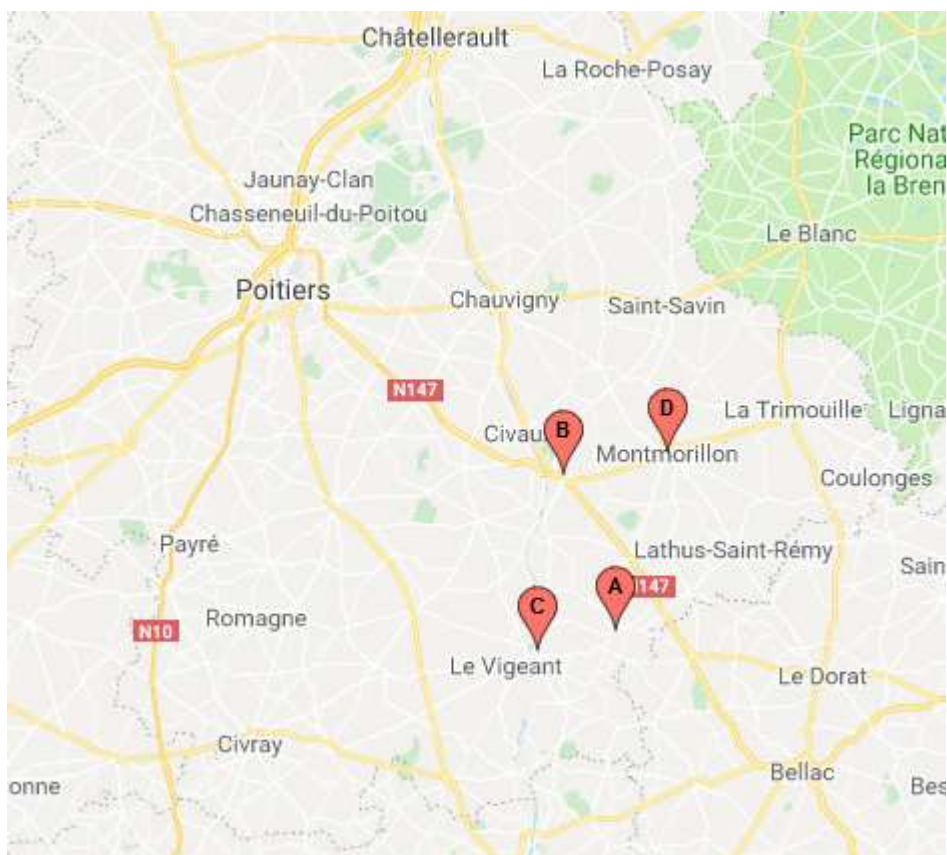 Châtellerault
La Roche-Posay
Parc Nat
Régiona
la Bren
Jaunay-Clan
Chasseneuil-du-Poitou
Le Blanc
Poitiers
Chauvigny
Saint-Savin
N147
D
La Trimouille
Ligna
Civau
B
Montmorillon
Coulonges
Payré
Lathus-Saint-Rémy
Sain
A
147
C
Romagne
N10
Le Vigeant
Le Dorat
Civray
Bellac
onne
Bes